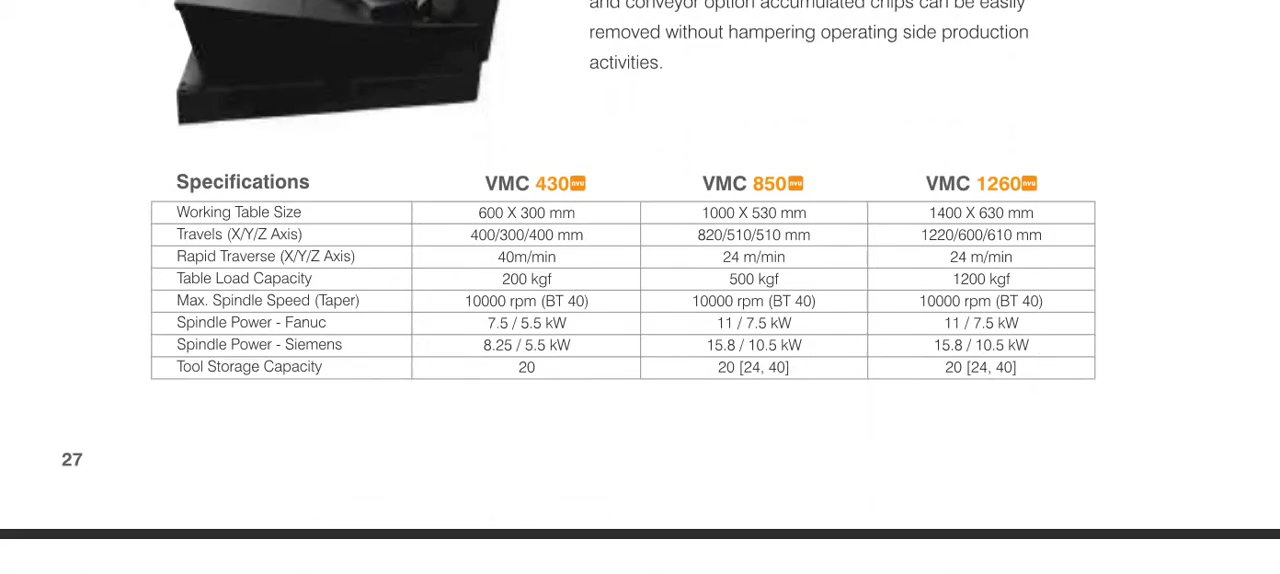 and conveyor option accumulated chips can be easily
removed without hampering operating side production
activities.
Specifications VMC 430 nvu VMC 850 nvu VMC 1260 nvu
Working Table Size 600 X 300 mm 1000 X 530 mm 1400 X 630 mm
Travels (X/Y/Z Axis) 400/300/400 mm 820/510/510 mm 1220/600/610 mm
Rapid Traverse (X/Y/Z Axis) 40m/min 24 m/min 24 m/min
Table Load Capacity 200 kgf 500 kgf 1200 kgf
Max. Spindle Speed (Taper) 10000 rpm (BT 40) 10000 rpm (BT 40) 10000 rpm (BT 40)
Spindle Power - Fanuc 7.5 / 5.5 kW 11 / 7.5 kW 11 / 7.5 kW
Spindle Power - Siemens 8.25 / 5.5 kW 15.8 / 10.5 kW 15.8 / 10.5 kW
Tool Storage Capacity 20 20 [24, 40] 20 [24, 40]
27